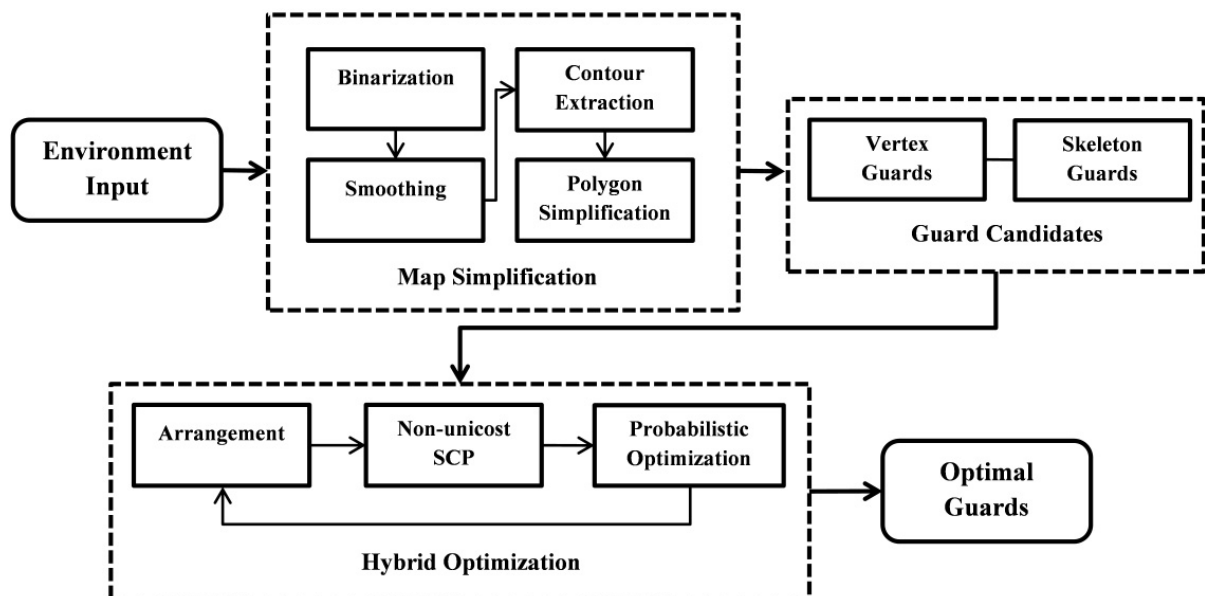 Environment
Input
Binarization
Smoothing
Contour
Extraction
Polygon
Simplification
Map Simplification
Vertex
Guards
Skeleton
Guards
Guard Candidates
Arrangement
Non-unicost
SCP
Probabilistic
Optimization
Hybrid Optimization
Optimal
Guards